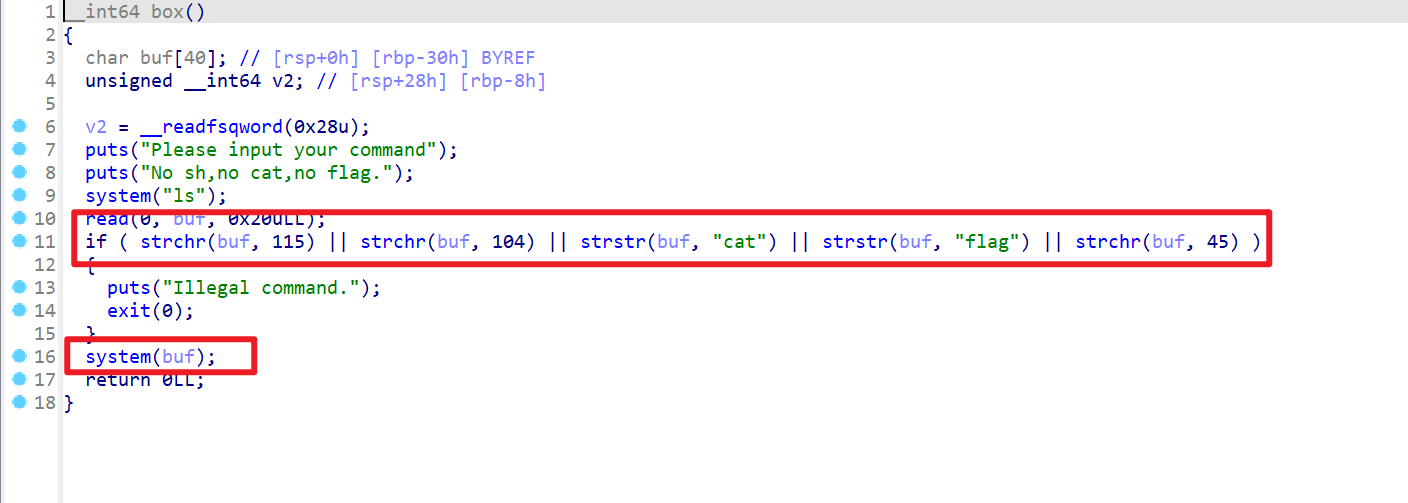 1 __int64 box()
2 {
3 char buf[40]; // [rsp+0h] [rbp-30h] BYREF
4 unsigned __int64 v2; // [rsp+28h] [rbp-8h]
5
6 v2 = __readfsqword(0x28u);
7 puts("Please input your command");
8 puts("No sh,no cat,no flag.");
9 system("ls");
10 read(0, buf, 0x20uLL);
11 if ( strchr(buf, 115) || strchr(buf, 104) || strstr(buf, "cat") || strstr(buf, "flag") || strchr(buf, 45) )
12 {
13 puts("Illegal command.");
14 exit(0);
15 }
16 system(buf);
17 return 0LL;
18 }